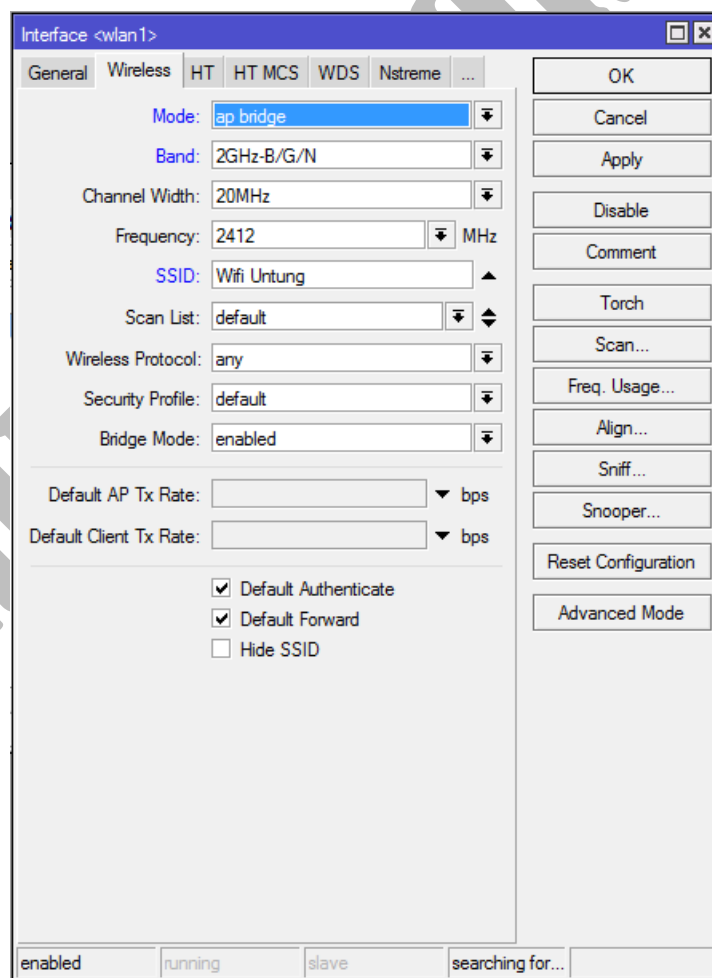 Interface <wlan1>
General Wireless HT HT MCS WDS Nstreme ...
Mode: ap bridge
Band: 2GHz-B/G/N
Channel Width: 20MHz
Frequency: 2412 MHz
SSID: Wifi Untung
Scan List: default
Wireless Protocol: any
Security Profile: default
Bridge Mode: enabled
Default AP Tx Rate: bps
Default Client Tx Rate: bps
Default Authenticate
Default Forward
Hide SSID
OK
Cancel
Apply
Disable
Comment
Torch
Scan...
Freq. Usage...
Align...
Sniff...
Snooper...
Reset Configuration
Advanced Mode
enabled running slave searching for...